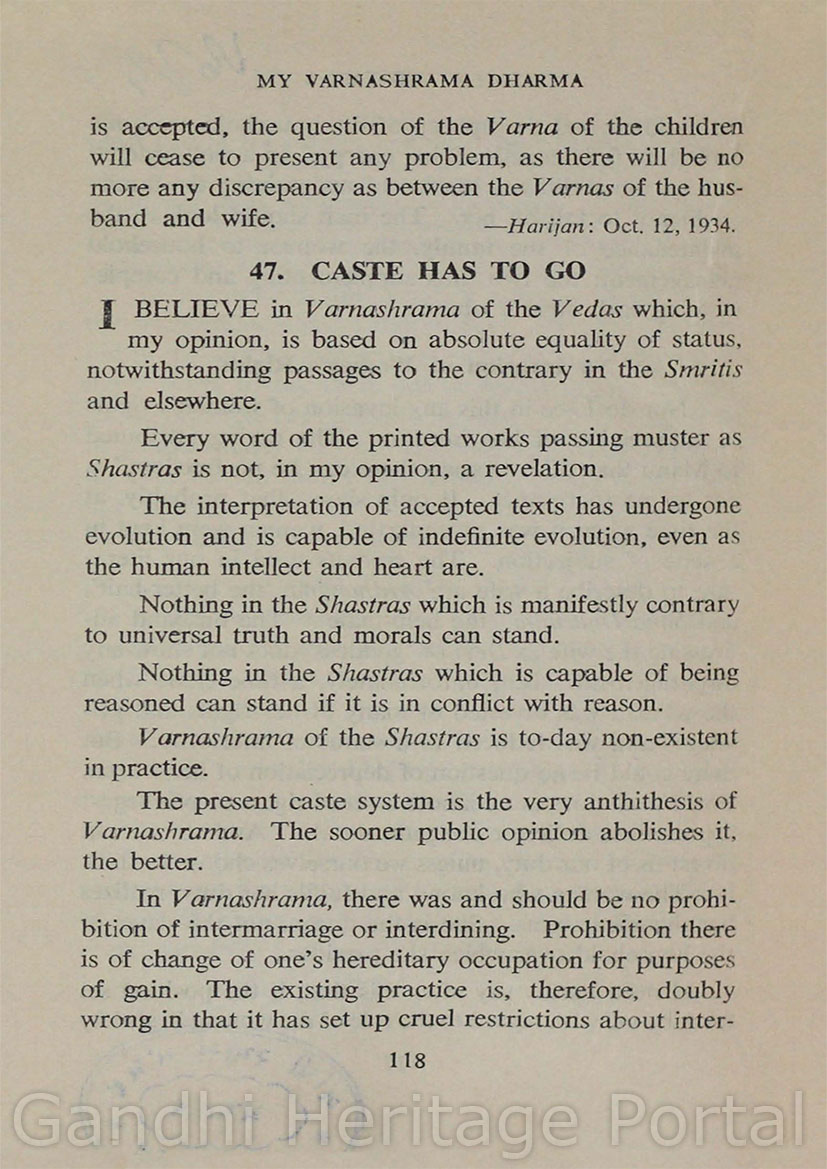 MY VARNASHRAMA DHARMA
is accepted, the question of the Varna of the children
will cease to present any problem, as there will be no
more any discrepancy as between the Varnas of the hus-
band and wife.
—Harijan: Oct. 12, 1934.
47. CASTE HAS TO GO
I BELIEVE in Varnashrama of the Vedas which, in
my opinion, is based on absolute equality of status,
notwithstanding passages to the contrary in the Smritis
and elsewhere.
Every word of the printed works passing muster as
Shastras is not, in my opinion, a revelation.
The interpretation of accepted texts has undergone
evolution and is capable of indefinite evolution, even as
the human intellect and heart are.
Nothing in the Shastras which is manifestly contrary
to universal truth and morals can stand.
Nothing in the Shastras which is capable of being
reasoned can stand if it is in conflict with reason.
Varnashrama of the Shastras is to-day non-existent
in practice.
The present caste system is the very anthithesis of
Varnashrama. The sooner public opinion abolishes it,
the better.
In Varnashrama, there was and should be no prohi-
bition of intermarriage or interdining. Prohibition there
is of change of one's hereditary occupation for purposes
of gain. The existing practice is, therefore, doubly
wrong in that it has set up cruel restrictions about inter-
118
Gandhi Heritage Portal